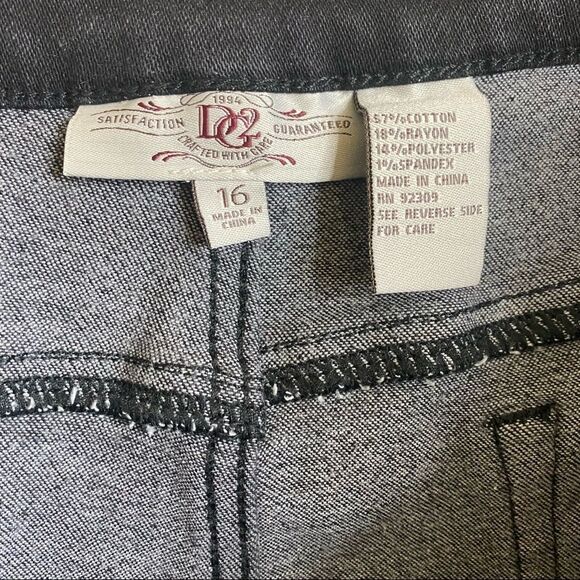 1994
SATISFACTION DG2 GUARANTEED
CRAFTED WITH CARE
16
MADE IN
CHINA
67%COTTON
18%RAYON
14%POLYESTER
1%SPANDEX
MADE IN CHINA
RN 92309
SEE REVERSE SIDE
FOR CARE